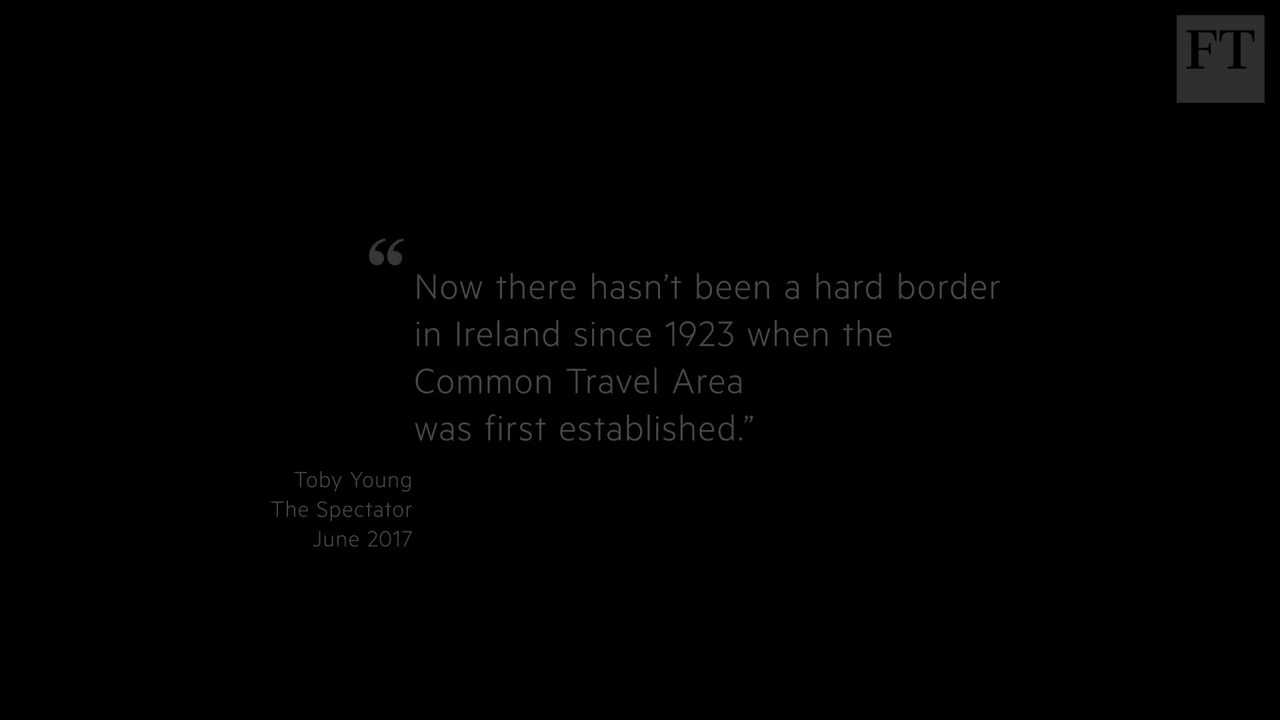 FT
“Now there hasn’t been a hard border
in Ireland since 1923 when the
Common Travel Area
was first established.”
Toby Young
The Spectator
June 2017